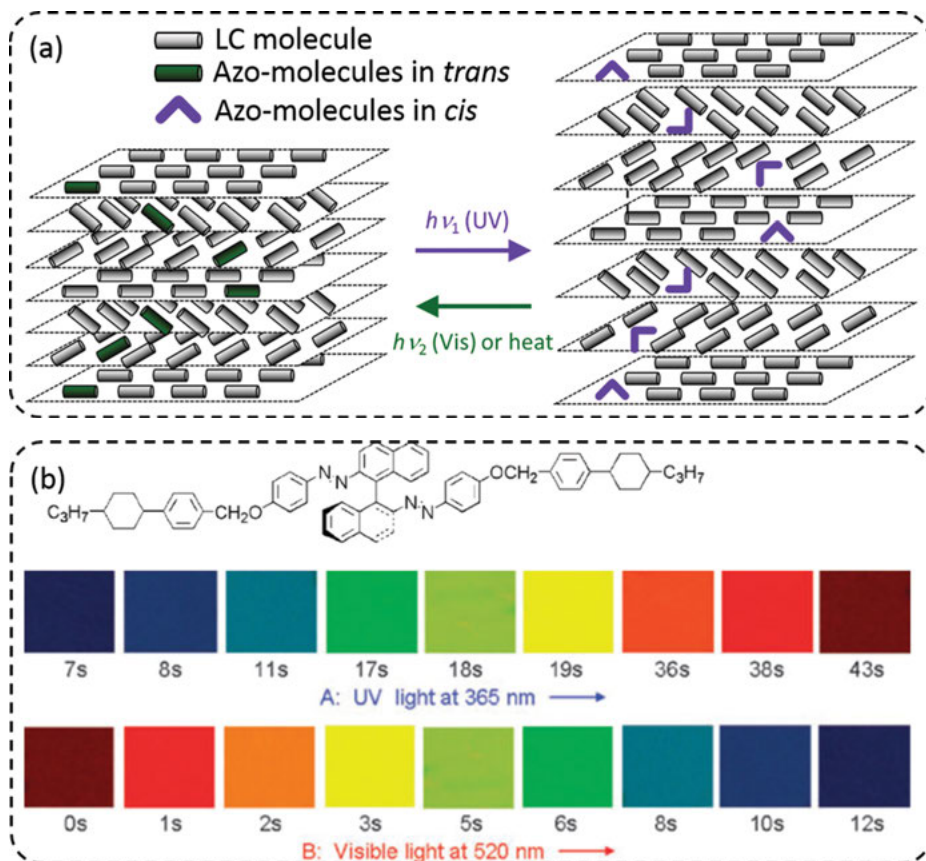 (a)
LC molecule
Azo-molecules in trans
Azo-molecules in cis
hν₁ (UV)
hν₂ (Vis) or heat
(b)
C₃H₇ CH₂O N N OCH₂ C₃H₇
N N
7s 8s 11s 17s 18s 19s 36s 38s 43s
A: UV light at 365 nm
0s 1s 2s 3s 5s 6s 8s 10s 12s
B: Visible light at 520 nm